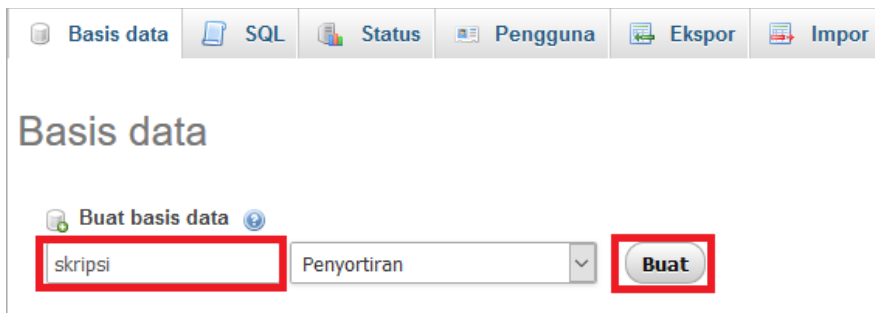 Basis data SQL Status Pengguna Ekspor Impor
Basis data
Buat basis data
skripsi Penyortiran Buat